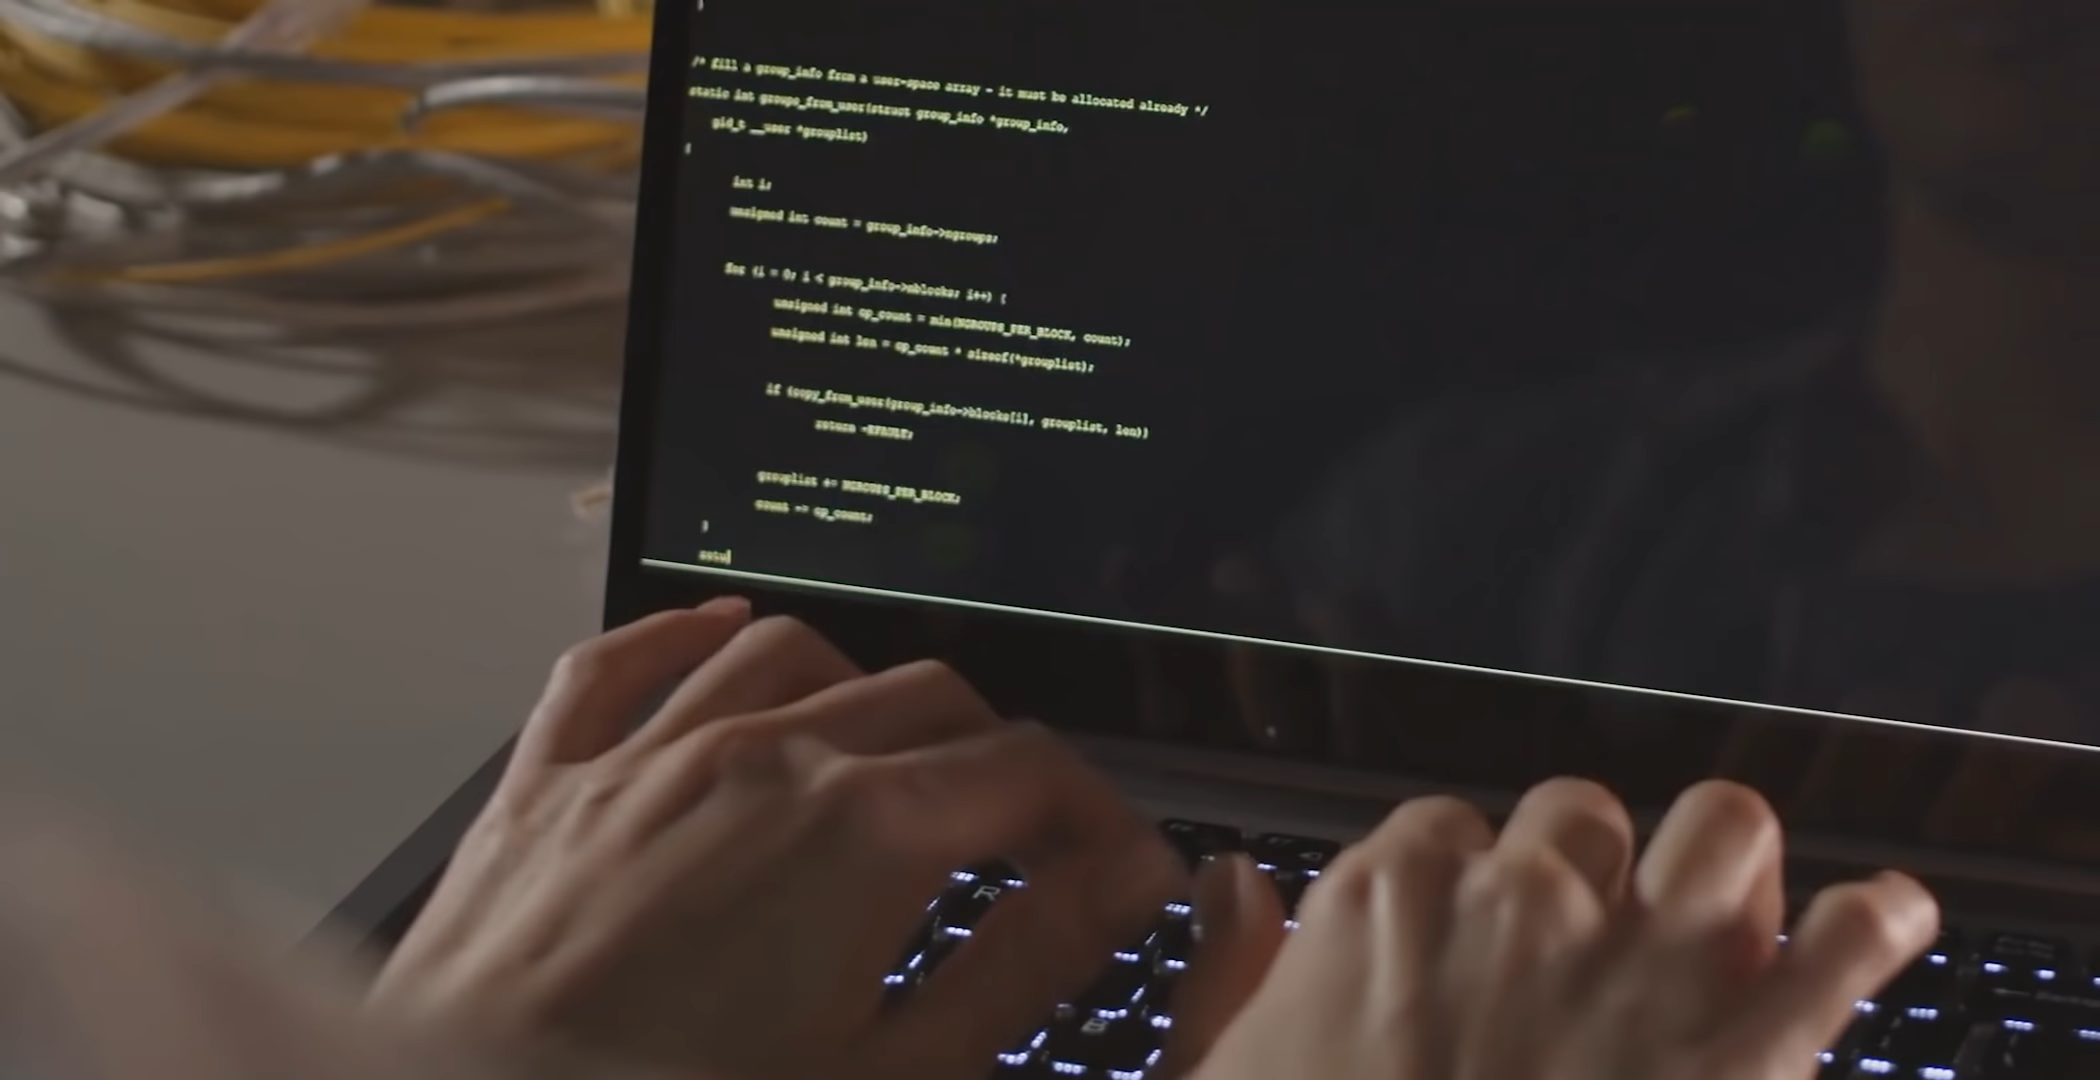 }
/* fill a group_info from a user-space array - it must be allocated already */
static int groups_from_user(struct group_info *group_info,
gid_t __user *grouplist)
{
int i;
unsigned int count = group_info->ngroups;
for (i = 0; i < group_info->nblocks; i++) {
unsigned int cp_count = min(NGROUPS_PER_BLOCK, count);
unsigned int len = cp_count * sizeof(*grouplist);
if (copy_from_user(group_info->blocks[i], grouplist, len))
return -EFAULT;
grouplist += NGROUPS_PER_BLOCK;
count -= cp_count;
}
retu
R
B